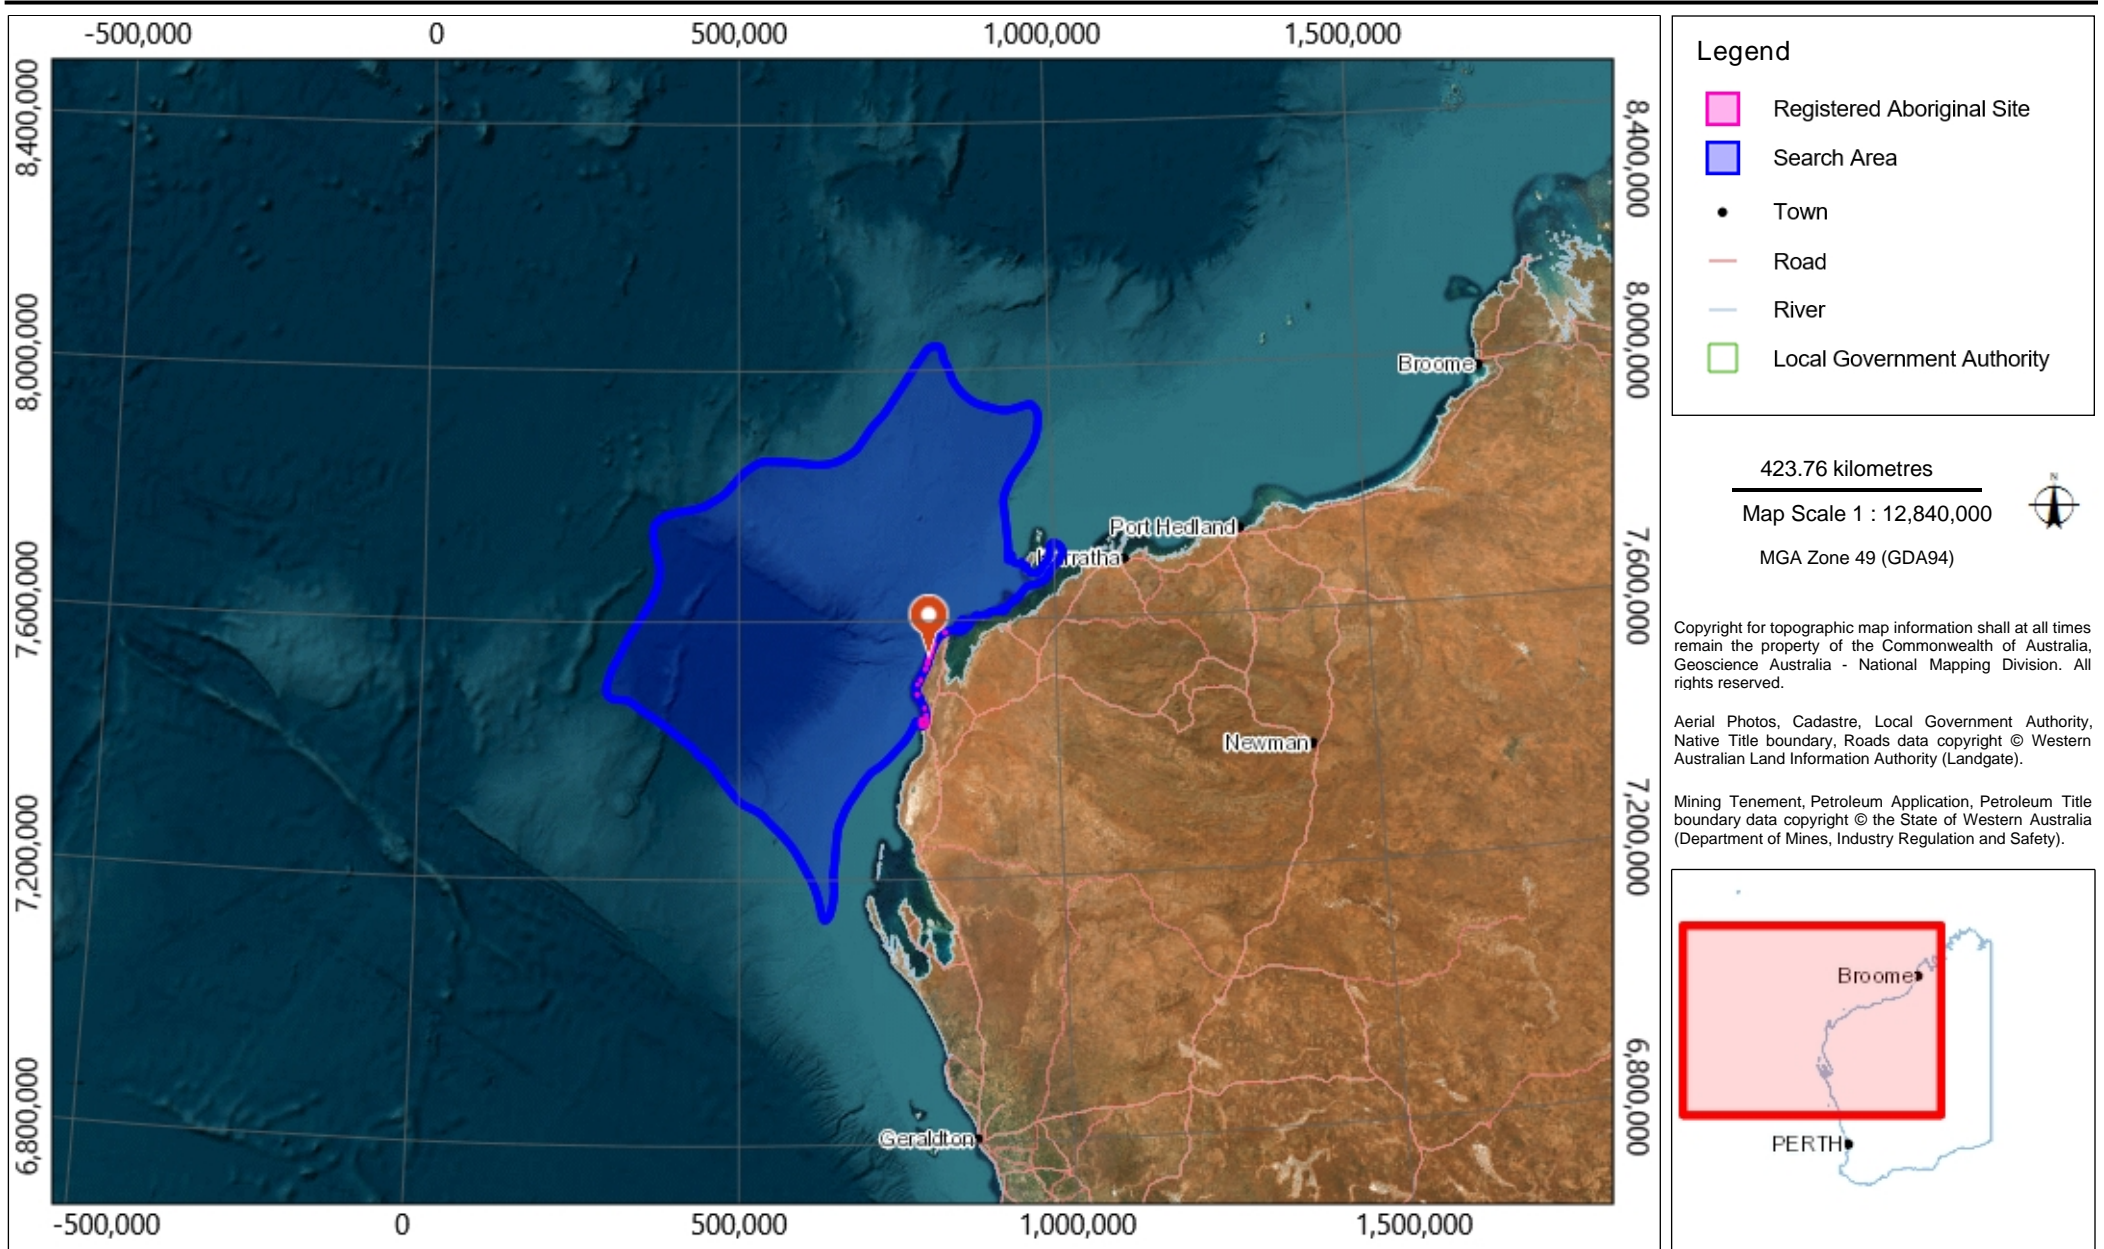 -500,000 0 500,000 1,000,000 1,500,000
8,400,000
8,000,000
7,600,000
7,200,000
6,800,000
8,400,000
8,000,000
7,600,000
7,200,000
6,800,000
Broome
Port Hedland
Karratha
Newman
Geraldton
-500,000 0 500,000 1,000,000 1,500,000
Legend
Registered Aboriginal Site
Search Area
Town
Road
River
Local Government Authority
423.76 kilometres
Map Scale 1 : 12,840,000
MGA Zone 49 (GDA94)
N
Copyright for topographic map information shall at all times
remain the property of the Commonwealth of Australia,
Geoscience Australia - National Mapping Division. All
rights reserved.
Aerial Photos, Cadastre, Local Government Authority,
Native Title boundary, Roads data copyright © Western
Australian Land Information Authority (Landgate).
Mining Tenement, Petroleum Application, Petroleum Title
boundary data copyright © the State of Western Australia
(Department of Mines, Industry Regulation and Safety).
Broome
PERTH